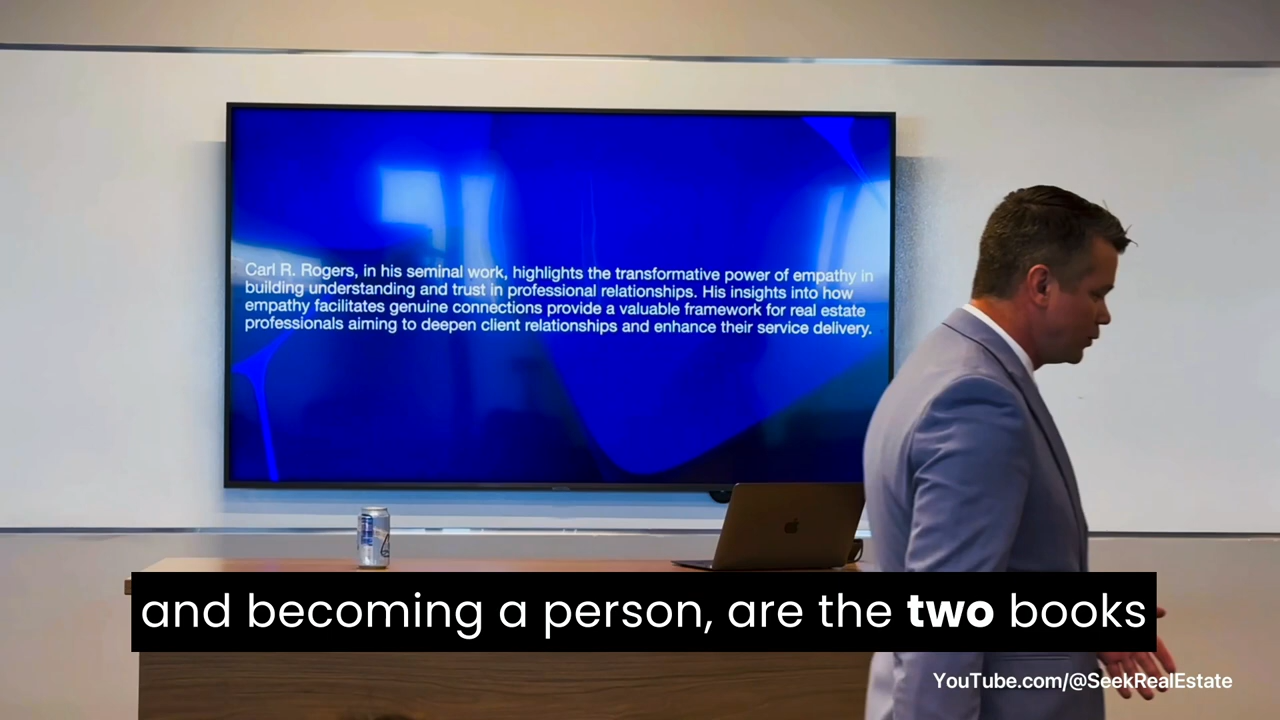 Carl R. Rogers, in his seminal work, highlights the transformative power of empathy in
building understanding and trust in professional relationships. His insights into how
empathy facilitates genuine connections provide a valuable framework for real estate
professionals aiming to deepen client relationships and enhance their service delivery.
and becoming a person, are the two books
YouTube.com/@SeekRealEstate